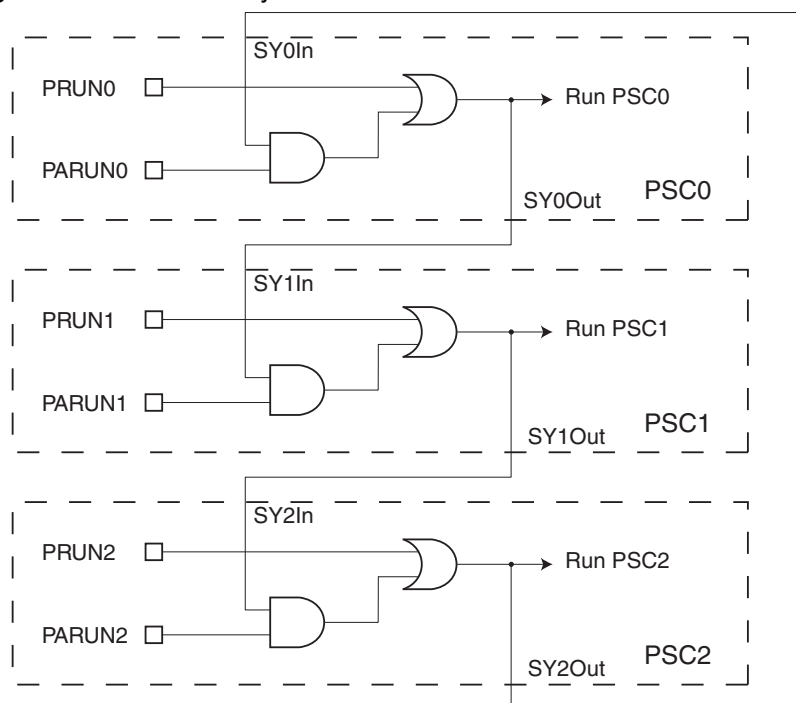 SY0In
PRUN0
Run PSC0
PARUN0
PSC0
SY0Out
SY1In
PRUN1
Run PSC1
PARUN1
PSC1
SY1Out
SY2In
PRUN2
Run PSC2
PARUN2
PSC2
SY2Out